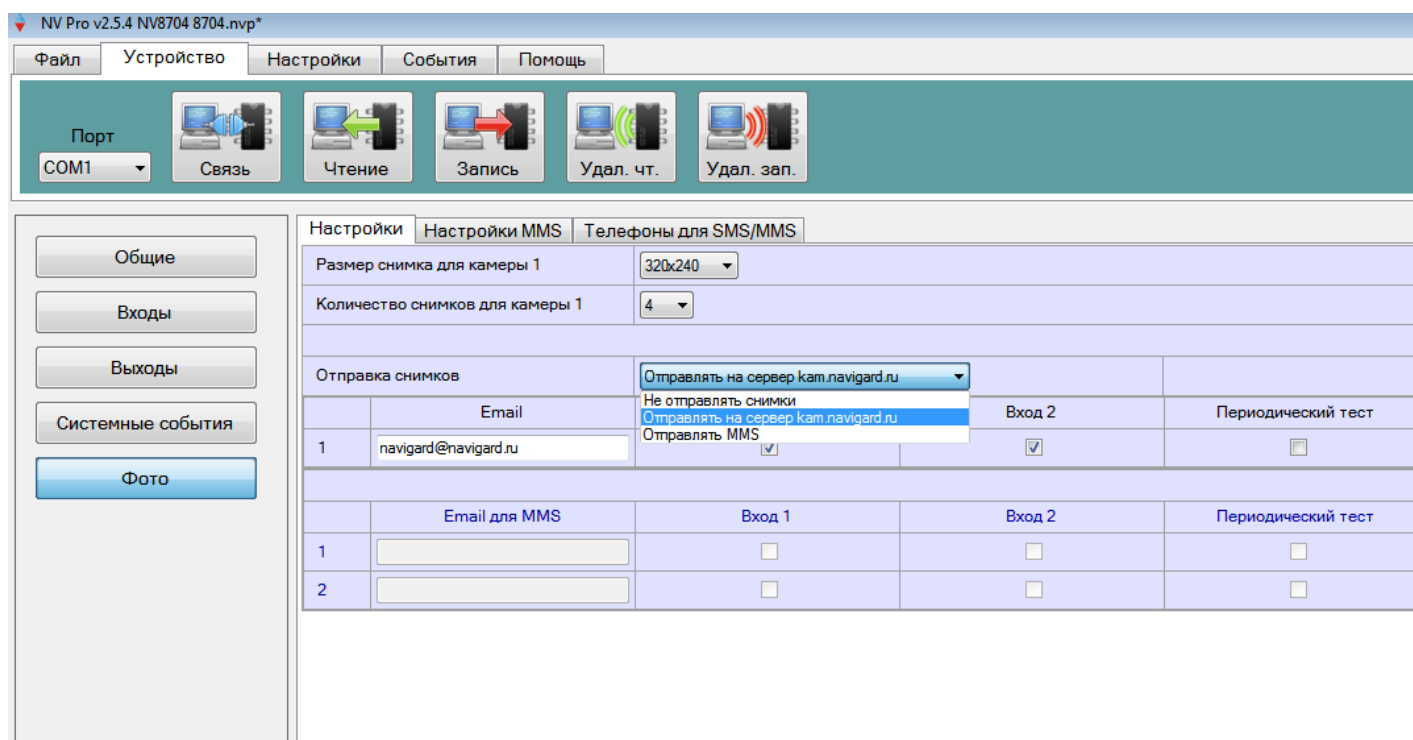 NV Pro v2.5.4 NV8704 8704.nvp*
Файл Устройство Настройки События Помощь
Порт
COM1 Связь Чтение Запись Удал. чт. Удал. зап.
Общие
Входы
Выходы
Системные события
Фото
Настройки Настройки MMS Телефоны для SMS/MMS
Размер снимка для камеры 1 320x240
Количество снимков для камеры 1 4
Отправка снимков Отправлять на сервер kam.navigard.ru
Не отправлять снимки
Отправлять на сервер kam.navigard.ru
Отправлять MMS
Email Вход 2 Периодический тест
1 navigard@navigard.ru
Email для MMS Вход 1 Вход 2 Периодический тест
1
2